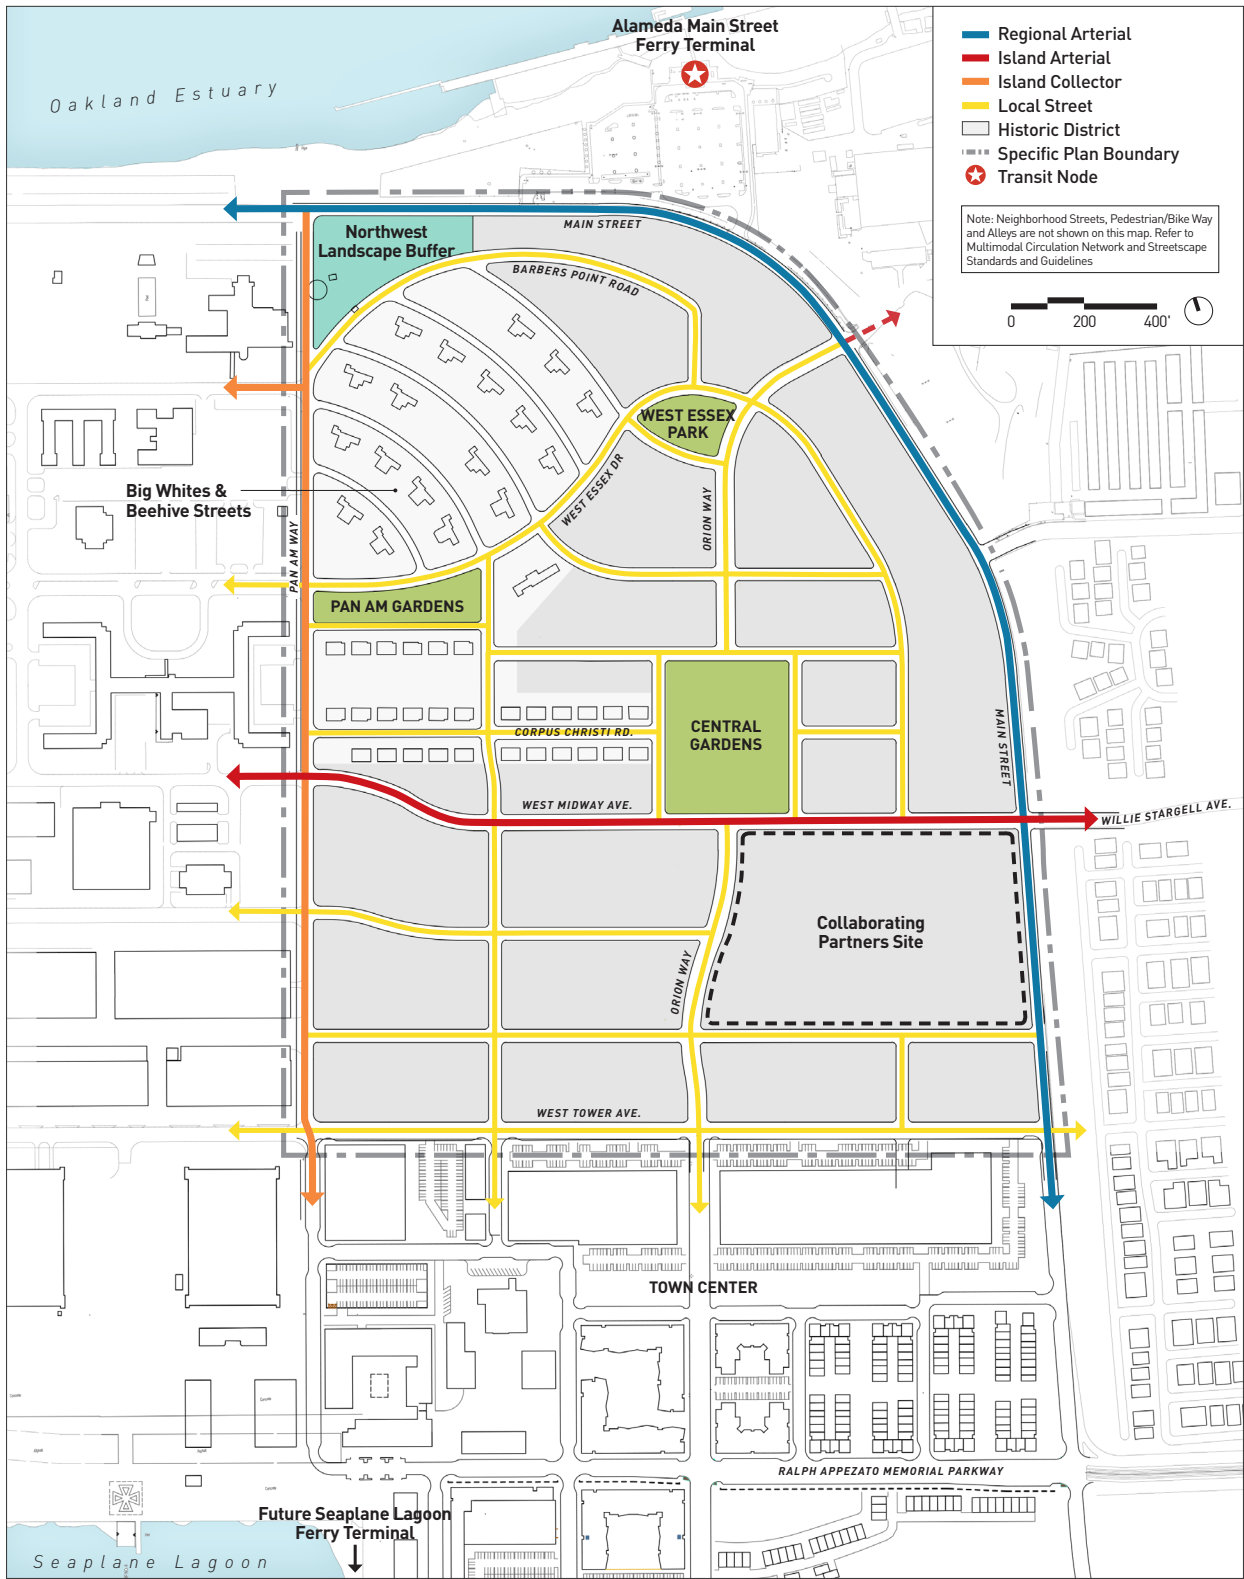 Alameda Main Street
Ferry Terminal
Oakland Estuary
Regional Arterial
Island Arterial
Island Collector
Local Street
Historic District
Specific Plan Boundary
Transit Node
Note: Neighborhood Streets, Pedestrian/Bike Way
and Alleys are not shown on this map. Refer to
Multimodal Circulation Network and Streetscape
Standards and Guidelines
0 200 400'
MAIN STREET
Northwest
Landscape Buffer
BARBERS POINT ROAD
WEST ESSEX
PARK
WEST ESSEX DR
ORION WAY
Big Whites &
Beehive Streets
PAN AM WAY
PAN AM GARDENS
CENTRAL
GARDENS
CORPUS CHRISTI RD.
MAIN STREET
WEST MIDWAY AVE.
WILLIE STARGELL AVE.
Collaborating
Partners Site
ORION WAY
WEST TOWER AVE.
TOWN CENTER
RALPH APPEZATO MEMORIAL PARKWAY
Future Seaplane Lagoon
Ferry Terminal
Seaplane Lagoon